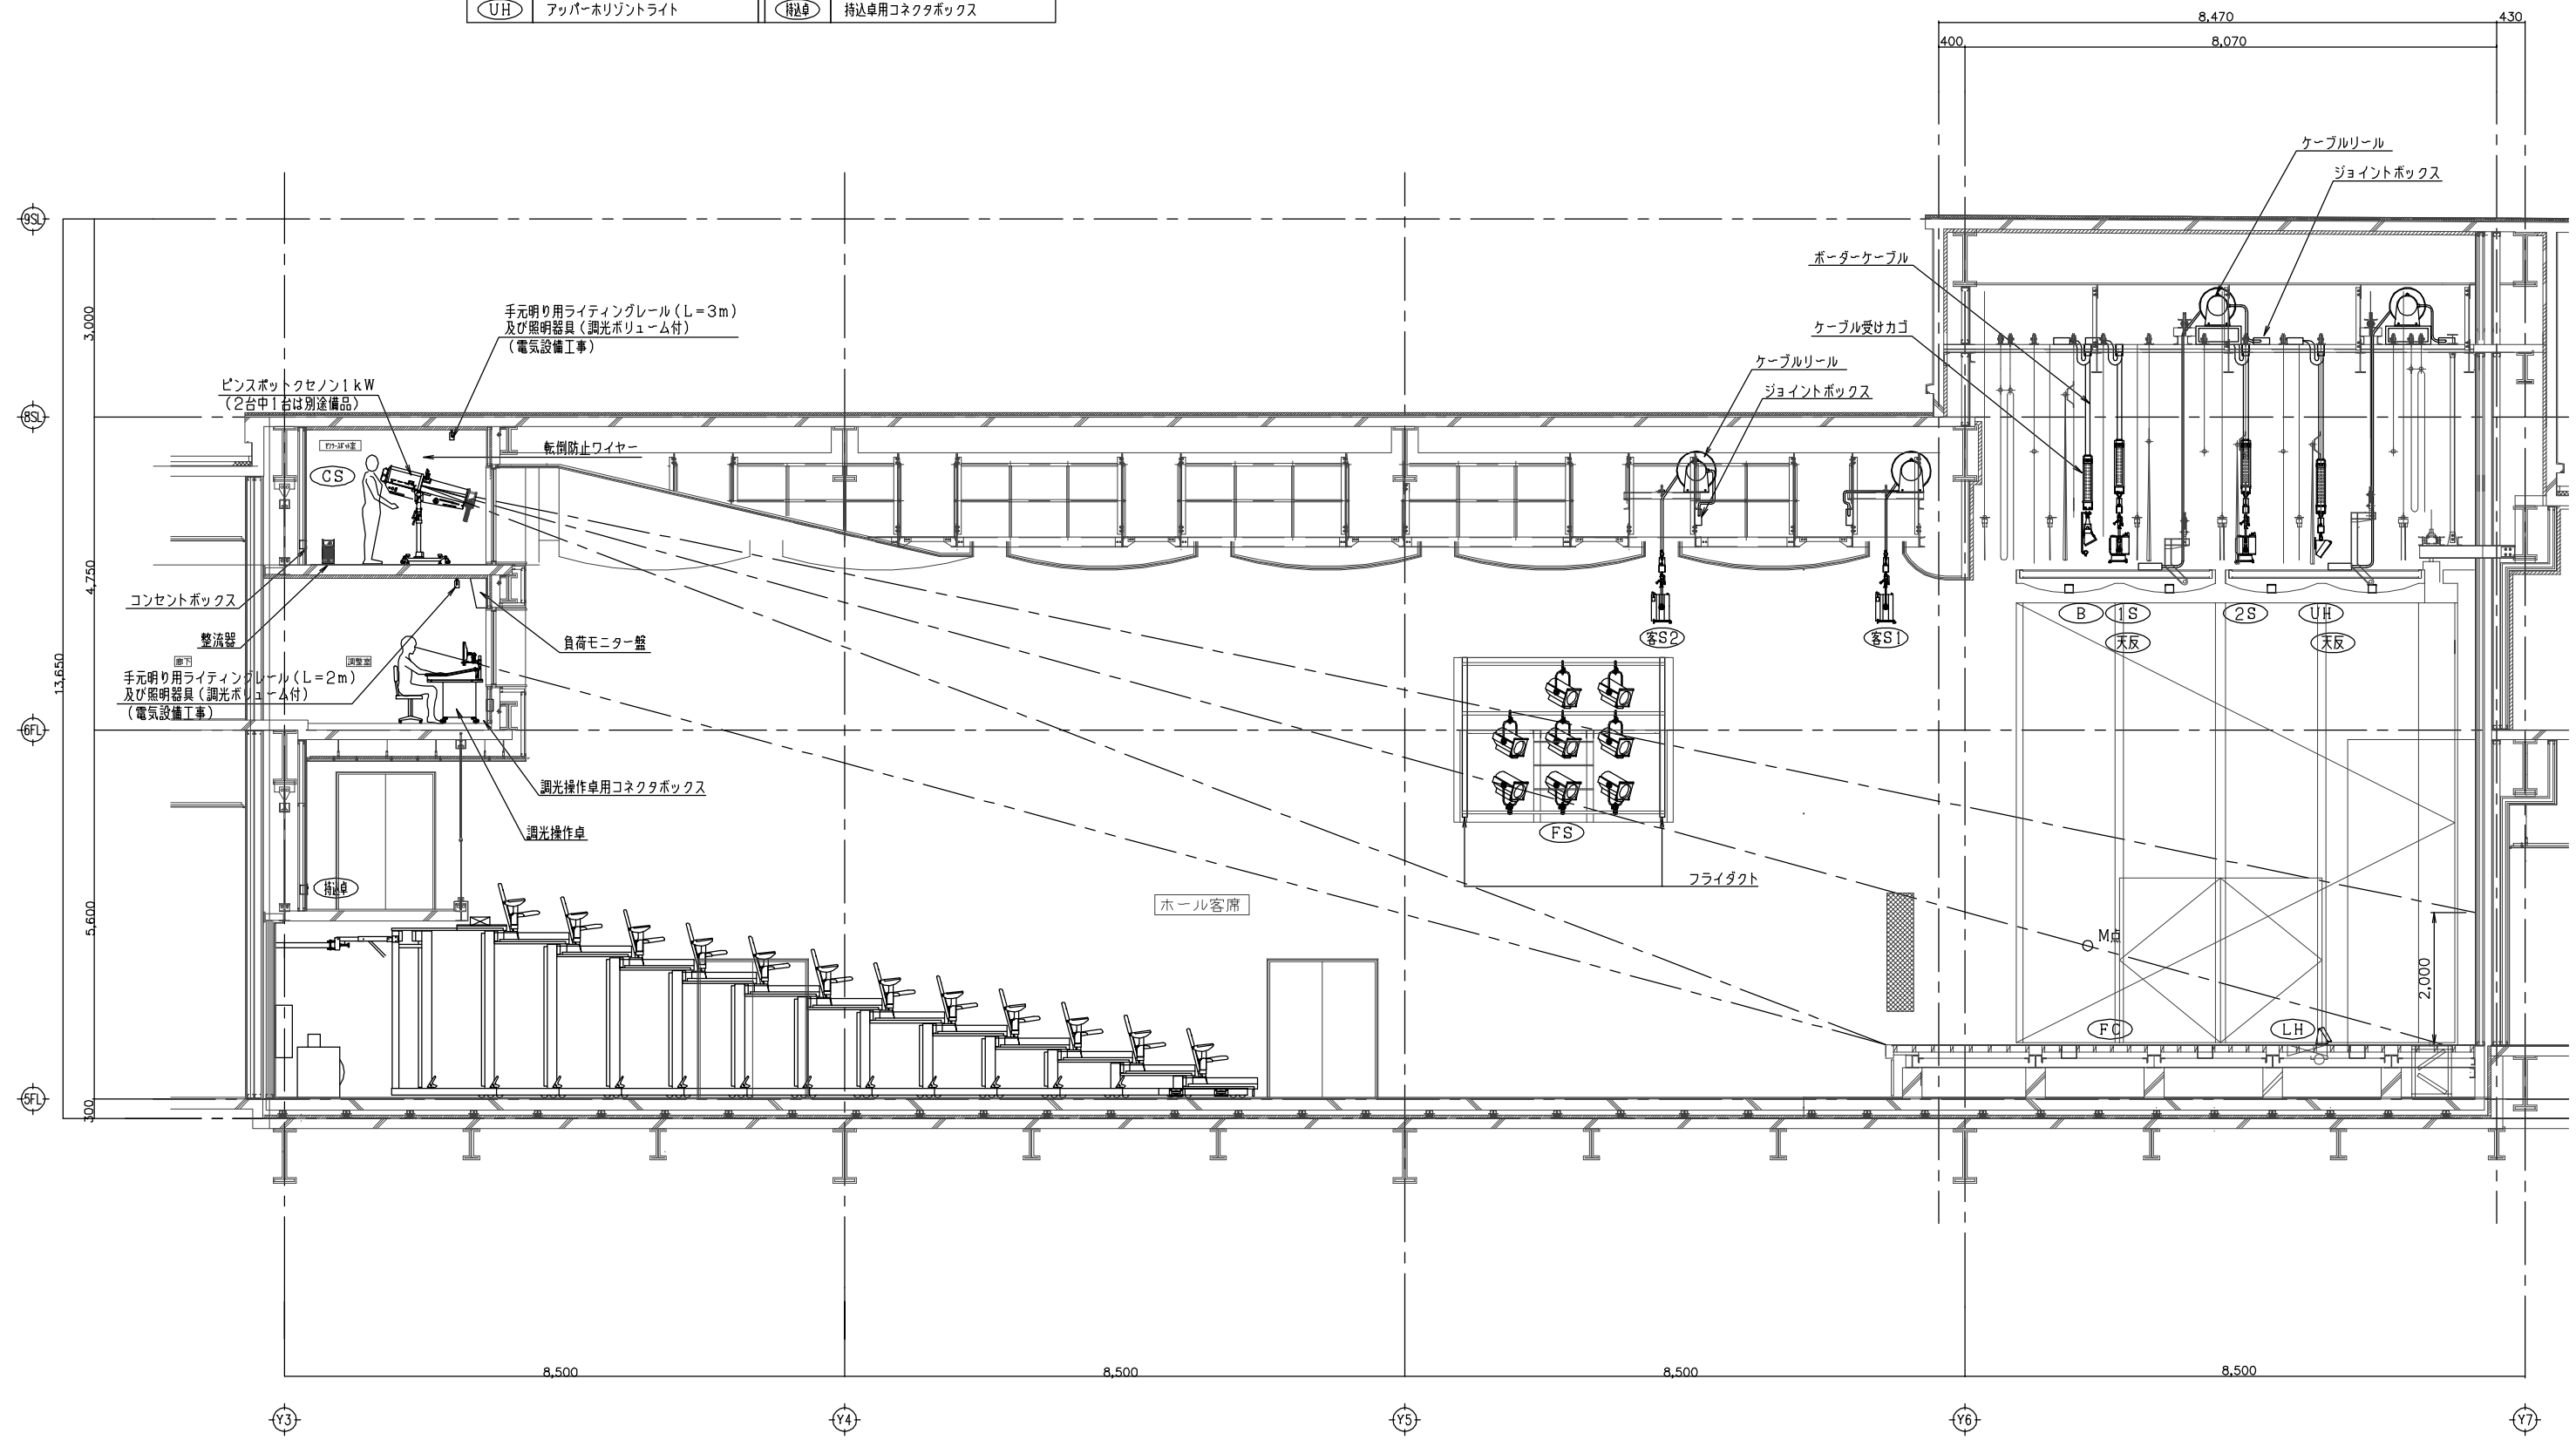 UH アッパーホリゾントライト 持込卓 持込卓用コネクタボックス
8,470 430
400 8,070
ケーブルリール
ジョイントボックス
9SL
ボーダーケーブル
ケーブル受けカゴ
3,000
手元明り用ライティングレール(L=3m)
及び照明器具(調光ボリューム付)
(電気設備工事)
ケーブルリール
ジョイントボックス
ピンスポットクセノン1kW
(2台中1台は別途備品)
8SL
転倒防止ワイヤー
CS
4,750
コンセントボックス
整流器
負荷モニター盤
客S2 客S1
B 1S 2S UH
天反 天反
廊下 調整室
13,650
手元明り用ライティングレール(L=2m)
及び照明器具(調光ボリューム付)
(電気設備工事)
6FL
調光操作卓用コネクタボックス
調光操作卓
FS
フライダクト
持込卓
ホール客席
5,600
M点
2,000
FC LH
5FL
300
8,500 8,500 8,500 8,500
Y3 Y4 Y5 Y6 Y7